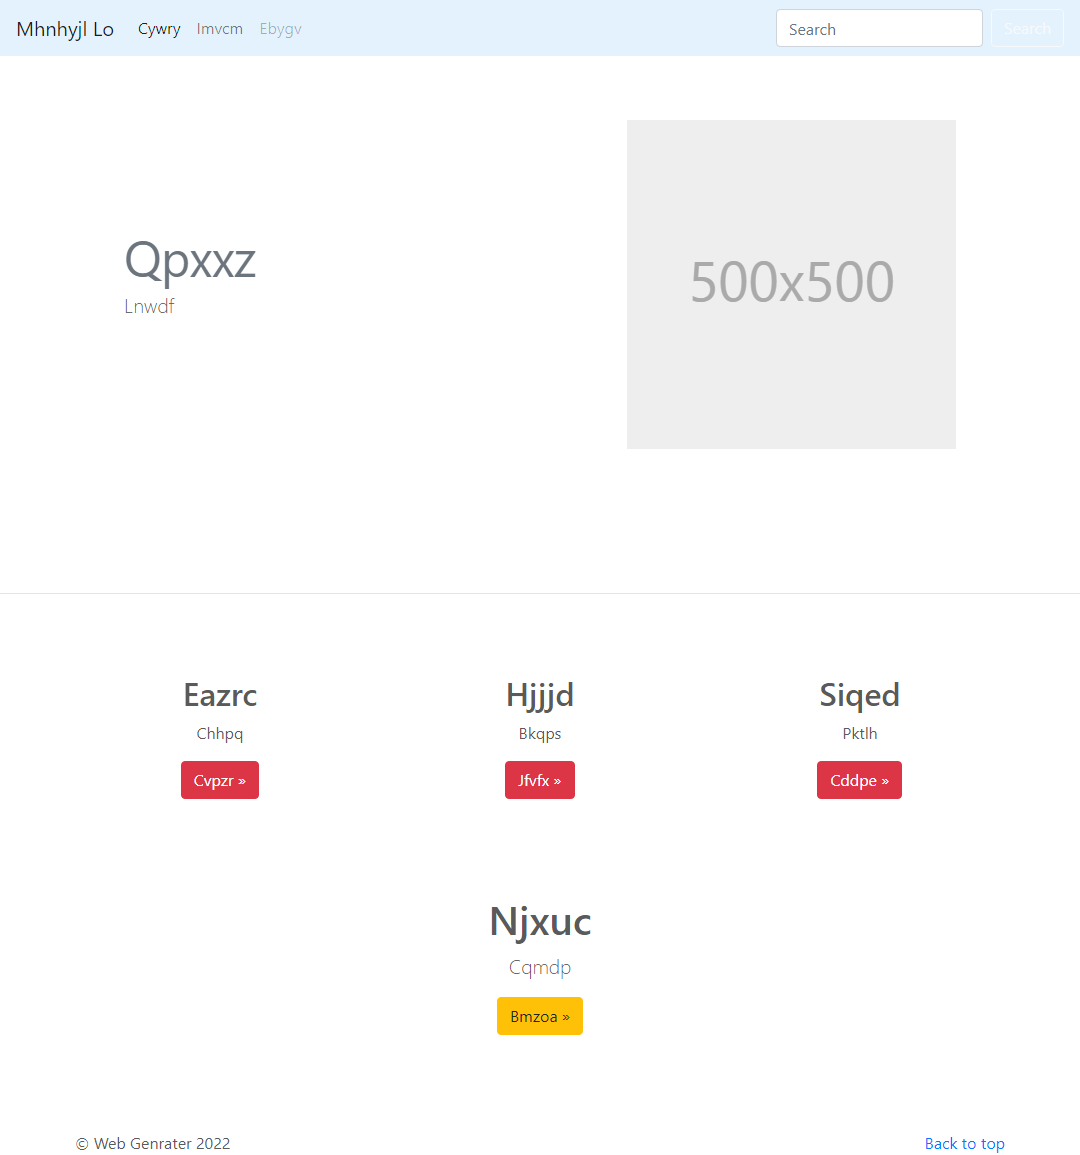 Mhnhyjl Lo Cywry Imvcm Ebygv Search Search
Qpxxz
Lnwdf
500x500
Eazrc Hjjjd Siqed
Chhpq Bkqps Pktlh
Cvpzr » Jfvfx » Cddpe »
Njxuc
Cqmdp
Bmzoa »
© Web Genrater 2022 Back to top